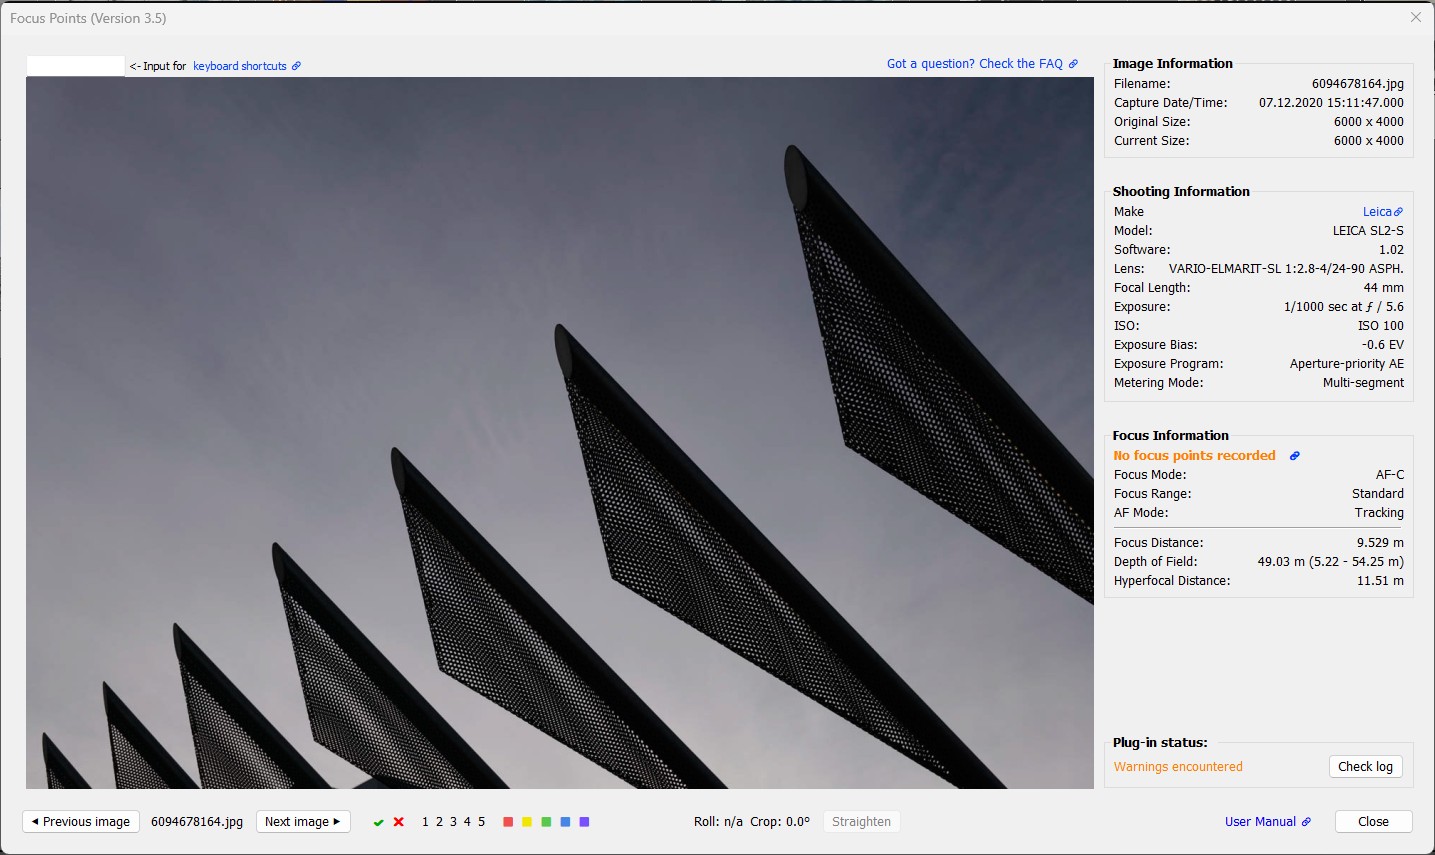 Focus Points (Version 3.5)
<- Input for keyboard shortcuts
Got a question? Check the FAQ
Image Information
Filename: 6094678164.jpg
Capture Date/Time: 07.12.2020 15:11:47.000
Original Size: 6000 x 4000
Current Size: 6000 x 4000
Shooting Information
Make Leica
Model: LEICA SL2-S
Software: 1.02
Lens: VARIO-ELMARIT-SL 1:2.8-4/24-90 ASPH.
Focal Length: 44 mm
Exposure: 1/1000 sec at ƒ / 5.6
ISO: ISO 100
Exposure Bias: -0.6 EV
Exposure Program: Aperture-priority AE
Metering Mode: Multi-segment
Focus Information
No focus points recorded
Focus Mode: AF-C
Focus Range: Standard
AF Mode: Tracking
Focus Distance: 9.529 m
Depth of Field: 49.03 m (5.22 - 54.25 m)
Hyperfocal Distance: 11.51 m
Plug-in status:
Warnings encountered Check log
Previous image 6094678164.jpg Next image 1 2 3 4 5 Roll: n/a Crop: 0.0° Straighten User Manual Close